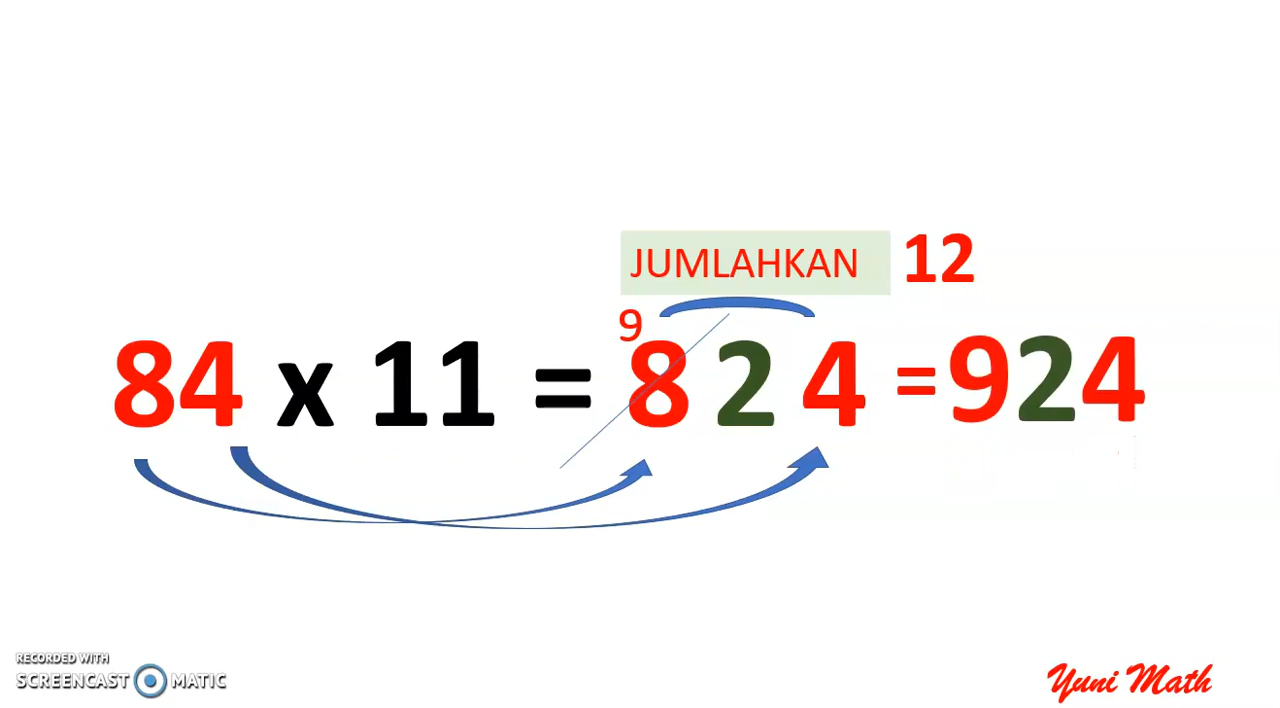 JUMLAHKAN 12
9
84 x 11 = 8 2 4 = 924
RECORDED WITH
SCREENCAST MATIC
Yuni Math